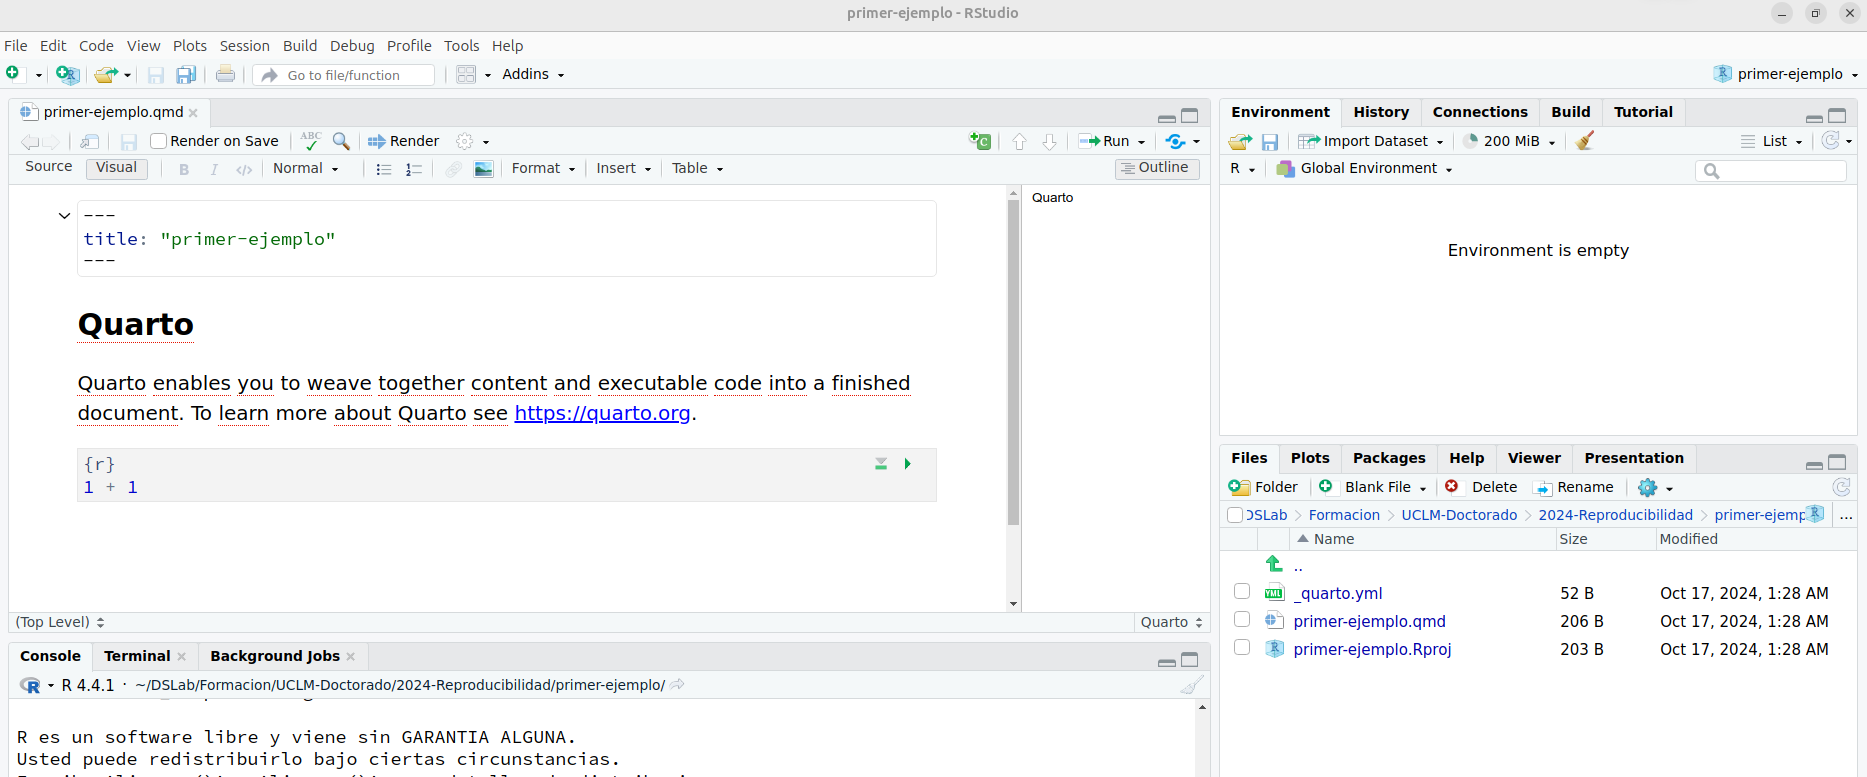 primer-ejemplo - RStudio
File Edit Code View Plots Session Build Debug Profile Tools Help
Go to file/function Addins primer-ejemplo
primer-ejemplo.qmd
Render on Save ABC Render Run
Source Visual B I </> Normal Format Insert Table Outline
---
title: "primer-ejemplo"
---
Quarto
Quarto enables you to weave together content and executable code into a finished
document. To learn more about Quarto see https://quarto.org.
{r}
1 + 1
Quarto
(Top Level) Quarto
Console Terminal Background Jobs
R 4.4.1 · ~/DSLab/Formacion/UCLM-Doctorado/2024-Reproducibilidad/primer-ejemplo/
R es un software libre y viene sin GARANTIA ALGUNA.
Usted puede redistribuirlo bajo ciertas circunstancias.
Environment History Connections Build Tutorial
Import Dataset 200 MiB List
R Global Environment
Environment is empty
Files Plots Packages Help Viewer Presentation
Folder Blank File Delete Rename
DSLab Formacion UCLM-Doctorado 2024-Reproducibilidad primer-ejemp ...
Name Size Modified
..
_quarto.yml 52 B Oct 17, 2024, 1:28 AM
primer-ejemplo.qmd 206 B Oct 17, 2024, 1:28 AM
primer-ejemplo.Rproj 203 B Oct 17, 2024, 1:28 AM